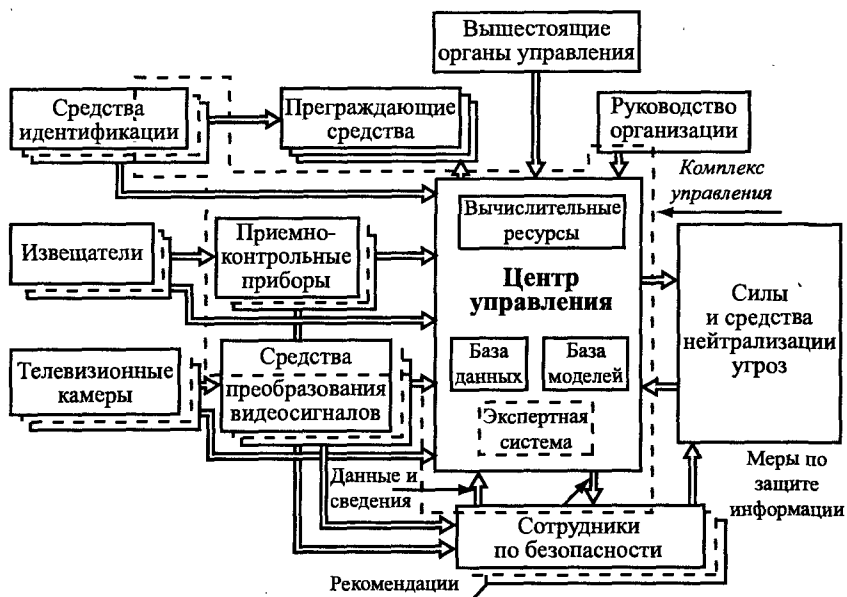 Вышестоящие
органы управления
Средства
идентификации
Преграждающие
средства
Руководство
организации
Комплекс
управления
Вычислительные
ресурсы
Извещатели
Приемно-
контрольные
приборы
Центр
управления
Силы
и средства
нейтрализации
угроз
Телевизионные
камеры
Средства
преобразования
видеосигналов
База
данных
База
моделей
Экспертная
система
Данные и
сведения
Меры по
защите
информации
Сотрудники
по безопасности
Рекомендации